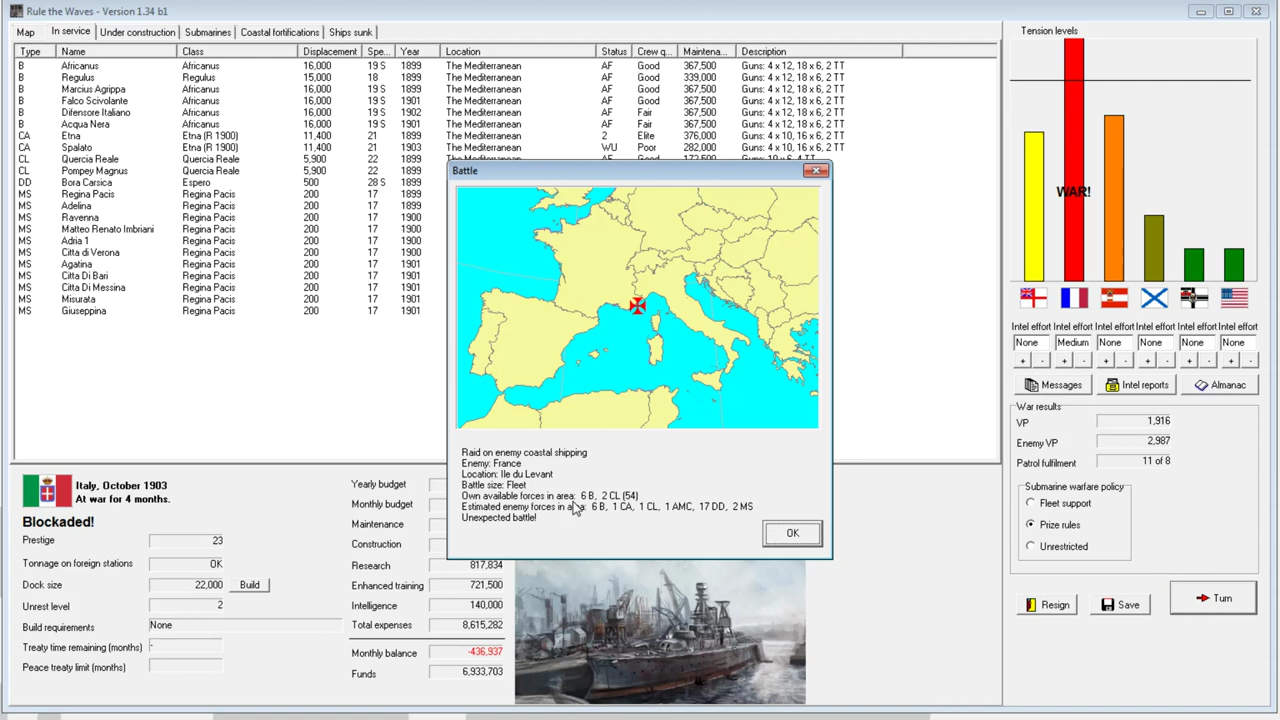 Rule the Waves - Version 1.34 b1
Map In service Under construction Submarines Coastal fortifications Ships sunk
Type Name Class Displacement Spe... Year Location Status Crew q... Maintena... Description
B Africanus Africanus 16,000 19 S 1899 The Mediterranean AF Good 367,500 Guns: 4 x 12, 18 x 6, 2 TT
B Regulus Regulus 15,000 18 1899 The Mediterranean AF Good 339,000 Guns: 4 x 12, 18 x 6, 2 TT
B Marcius Agrippa Africanus 16,000 19 S 1899 The Mediterranean AF Good 367,500 Guns: 4 x 12, 18 x 6, 2 TT
B Falco Scivolante Africanus 16,000 19 S 1901 The Mediterranean AF Good 367,500 Guns: 4 x 12, 18 x 6, 2 TT
B Difensore Italiano Africanus 16,000 19 S 1902 The Mediterranean AF Fair 367,500 Guns: 4 x 12, 18 x 6, 2 TT
B Acqua Nera Africanus 16,000 19 S 1901 The Mediterranean AF Fair 367,500 Guns: 4 x 12, 18 x 6, 2 TT
CA Etna Etna (R 1900) 11,400 21 1899 The Mediterranean 2 Elite 376,000 Guns: 4 x 10, 16 x 6, 2 TT
CA Spalato Etna (R 1900) 11,400 21 1903 The Mediterranean WU Poor 282,000 Guns: 4 x 10, 16 x 6, 2 TT
CL Quercia Reale Quercia Reale 5,900 22 1899
CL Pompey Magnus Quercia Reale 5,900 22 1899
DD Bora Corsica Espero 500 28 S 1899
MS Regina Pacis Regina Pacis 200 17 1899
MS Adelina Regina Pacis 200 17 1899
MS Ravenna Regina Pacis 200 17 1900
MS Matteo Renato Imbriani Regina Pacis 200 17 1900
MS Adria 1 Regina Pacis 200 17 1900
MS Citta di Verona Regina Pacis 200 17 1900
MS Agatina Regina Pacis 200 17 1901
MS Citta Di Bari Regina Pacis 200 17 1901
MS Citta Di Messina Regina Pacis 200 17 1901
MS Misurata Regina Pacis 200 17 1901
MS Giuseppina Regina Pacis 200 17 1901
Battle
Raid on enemy coastal shipping
Enemy: France
Location: Ile du Levant
Battle size: Fleet
Own available forces in area: 6 B, 2 CL (54)
Estimated enemy forces in area: 6 B, 1 CA, 1 CL, 1 AMC, 17 DD, 2 MS
Unexpected battle!
OK
Italy, October 1903
At war for 4 months.
Blockaded!
Prestige 23
Tonnage on foreign stations OK
Dock size 22,000 Build
Unrest level 2
Build requirements None
Treaty time remaining (months) -
Peace treaty limit (months)
Yearly budget
Monthly budget
Maintenance
Construction
Research 817,834
Enhanced training 721,500
Intelligence 140,000
Total expenses 8,615,282
Monthly balance -436,937
Funds 6,933,703
Tension levels
WAR!
Intel effort Intel effort Intel effort Intel effort Intel effort Intel effort
None Medium None None None None
+ - + - + - + - + - + -
Messages Intel reports Almanac
War results
VP 1,916
Enemy VP 2,987
Patrol fulfilment 11 of 8
Submarine warfare policy
Fleet support
Prize rules
Unrestricted
Resign Save Turn